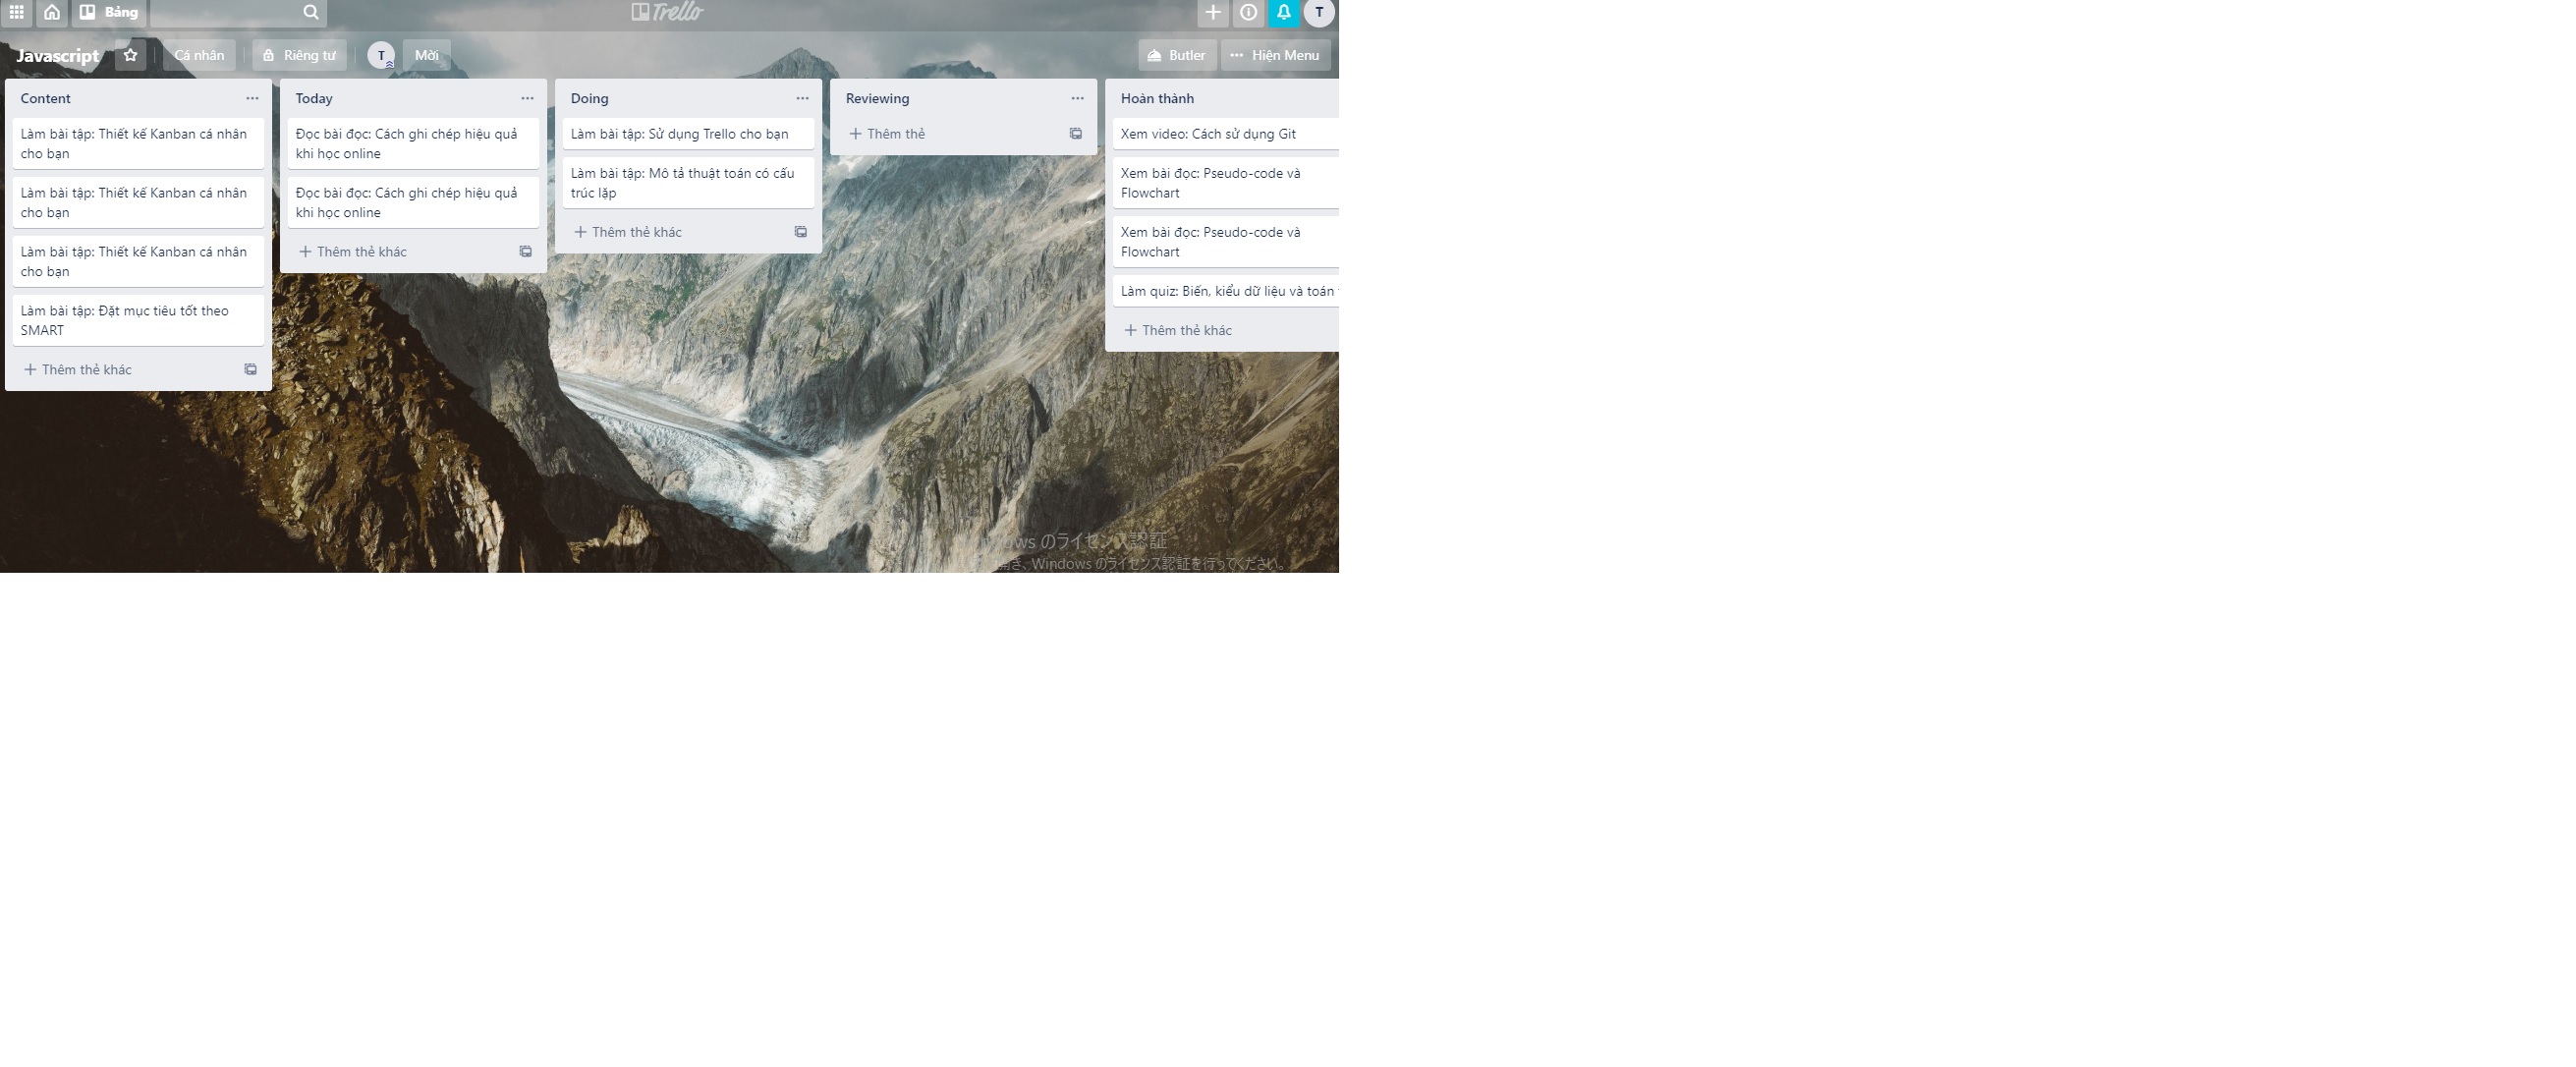 Bảng
Trello
T
Javascript
Cá nhân
Riêng tư
T
Mời
Butler
Hiện Menu
Content
Làm bài tập: Thiết kế Kanban cá nhân
cho bạn
Làm bài tập: Thiết kế Kanban cá nhân
cho bạn
Làm bài tập: Thiết kế Kanban cá nhân
cho bạn
Làm bài tập: Đặt mục tiêu tốt theo
SMART
Thêm thẻ khác
Today
Đọc bài đọc: Cách ghi chép hiệu quả
khi học online
Đọc bài đọc: Cách ghi chép hiệu quả
khi học online
Thêm thẻ khác
Doing
Làm bài tập: Sử dụng Trello cho bạn
Làm bài tập: Mô tả thuật toán có cấu
trúc lặp
Thêm thẻ khác
Reviewing
Thêm thẻ
Hoàn thành
Xem video: Cách sử dụng Git
Xem bài đọc: Pseudo-code và
Flowchart
Xem bài đọc: Pseudo-code và
Flowchart
Làm quiz: Biến, kiểu dữ liệu và toán
Thêm thẻ khác
のライセンス認証
Windows のライセンス認証を行ってください。